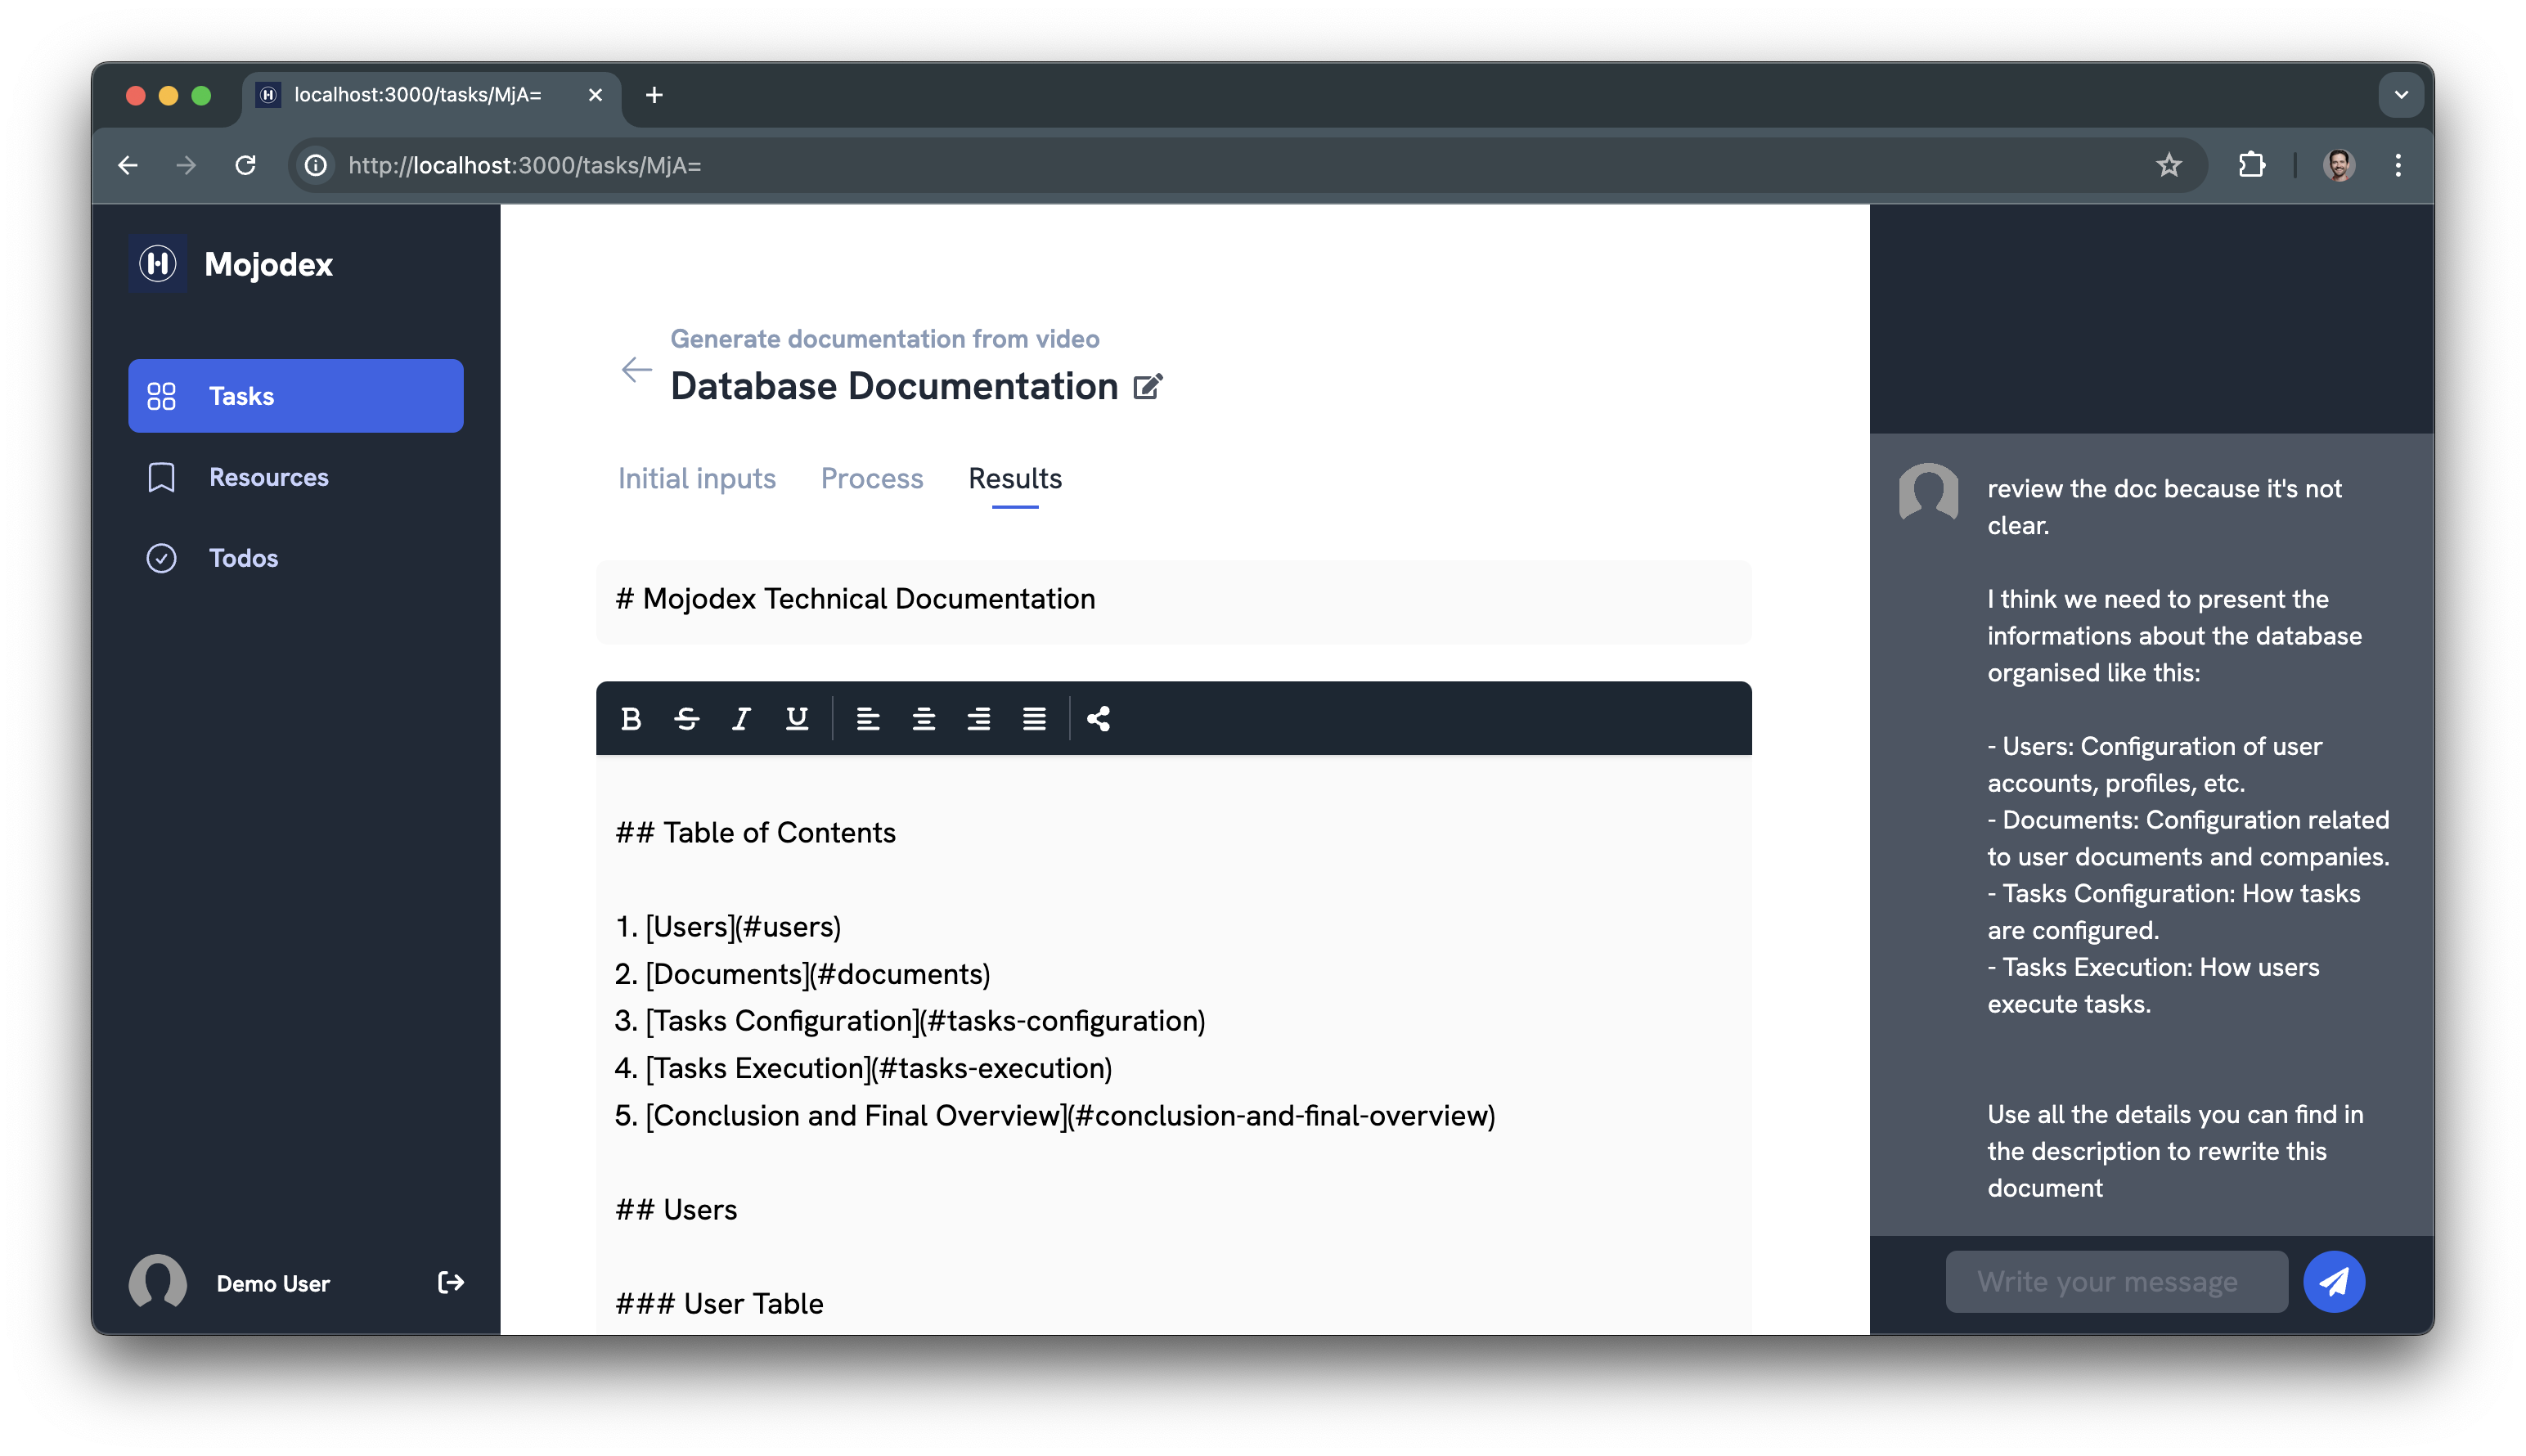 localhost:3000/tasks/MjA=
http://localhost:3000/tasks/MjA=
Mojodex
Tasks
Resources
Todos
Demo User
Generate documentation from video
Database Documentation
Initial inputs
Process
Results
# Mojodex Technical Documentation
## Table of Contents
1. [Users](#users)
2. [Documents](#documents)
3. [Tasks Configuration](#tasks-configuration)
4. [Tasks Execution](#tasks-execution)
5. [Conclusion and Final Overview](#conclusion-and-final-overview)
## Users
### User Table
review the doc because it's not
clear.
I think we need to present the
informations about the database
organised like this:
- Users: Configuration of user
accounts, profiles, etc.
- Documents: Configuration related
to user documents and companies.
- Tasks Configuration: How tasks
are configured.
- Tasks Execution: How users
execute tasks.
Use all the details you can find in
the description to rewrite this
document
Write your message